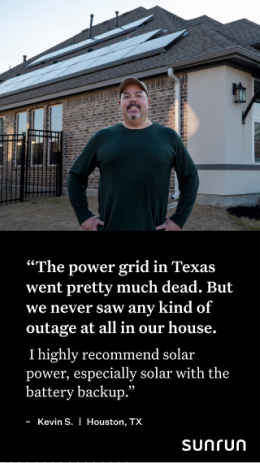 “The power grid in Texas
went pretty much dead. But
we never saw any kind of
outage at all in our house.
I highly recommend solar
power, especially solar with the
battery backup.”
- Kevin S. | Houston, TX
sunrun